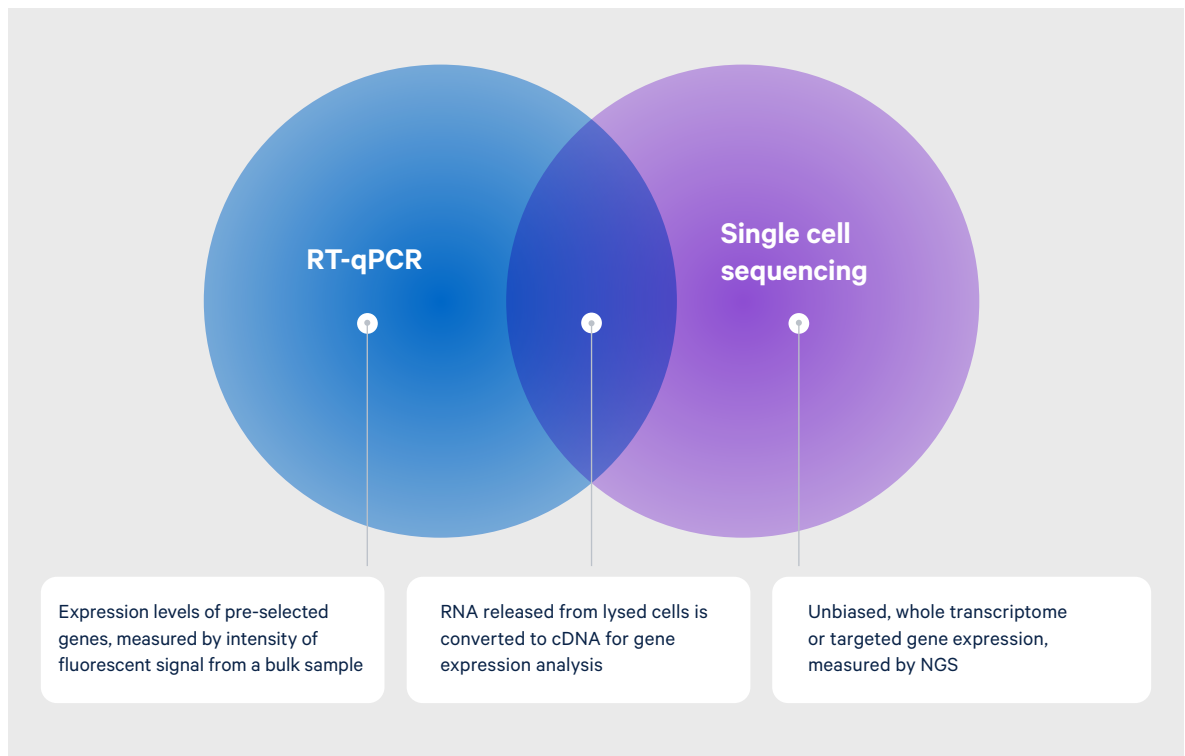 RT-qPCR
Single cell
sequencing
Expression levels of pre-selected
genes, measured by intensity of
fluorescent signal from a bulk sample
RNA released from lysed cells is
converted to cDNA for gene
expression analysis
Unbiased, whole transcriptome
or targeted gene expression,
measured by NGS